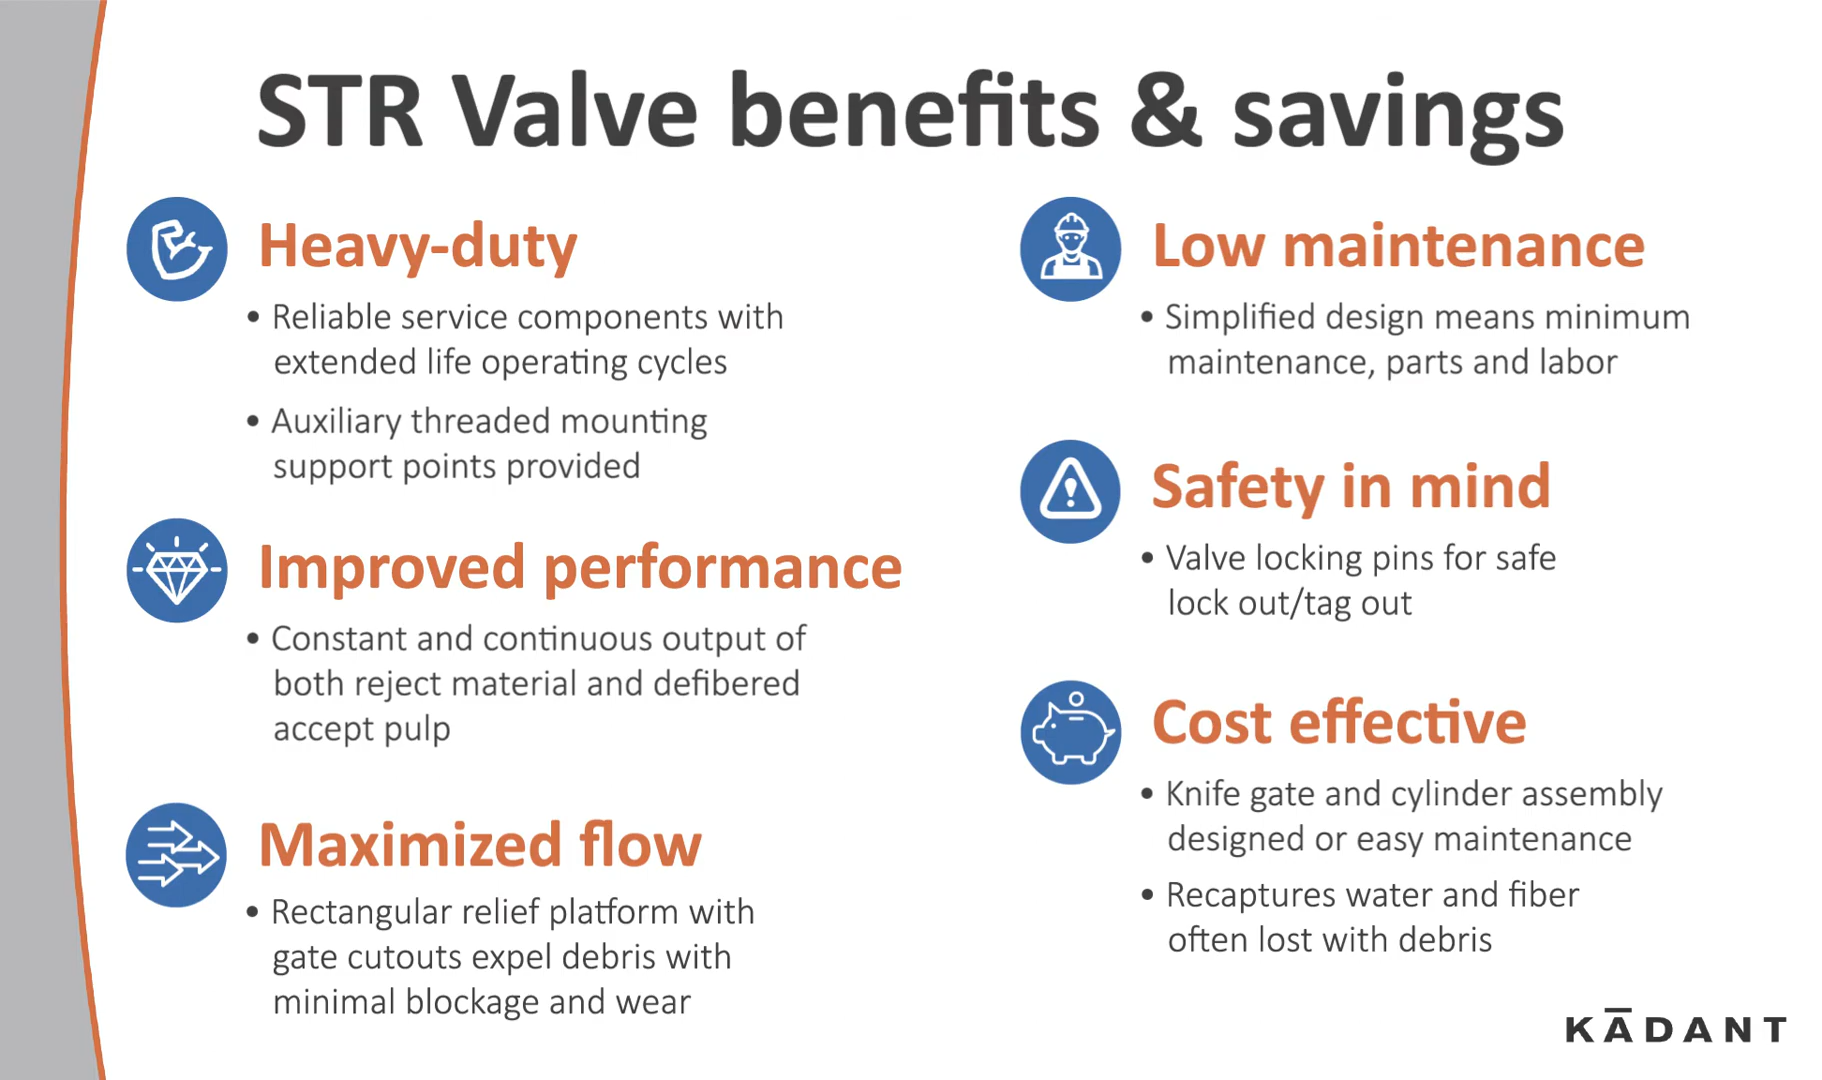 STR Valve benefits & savings
Heavy-duty
• Reliable service components with
extended life operating cycles
• Auxiliary threaded mounting
support points provided
Improved performance
• Constant and continuous output of
both reject material and defibered
accept pulp
Maximized flow
• Rectangular relief platform with
gate cutouts expel debris with
minimal blockage and wear
Low maintenance
• Simplified design means minimum
maintenance, parts and labor
Safety in mind
• Valve locking pins for safe
lock out/tag out
Cost effective
• Knife gate and cylinder assembly
designed or easy maintenance
• Recaptures water and fiber
often lost with debris
KĀDANT